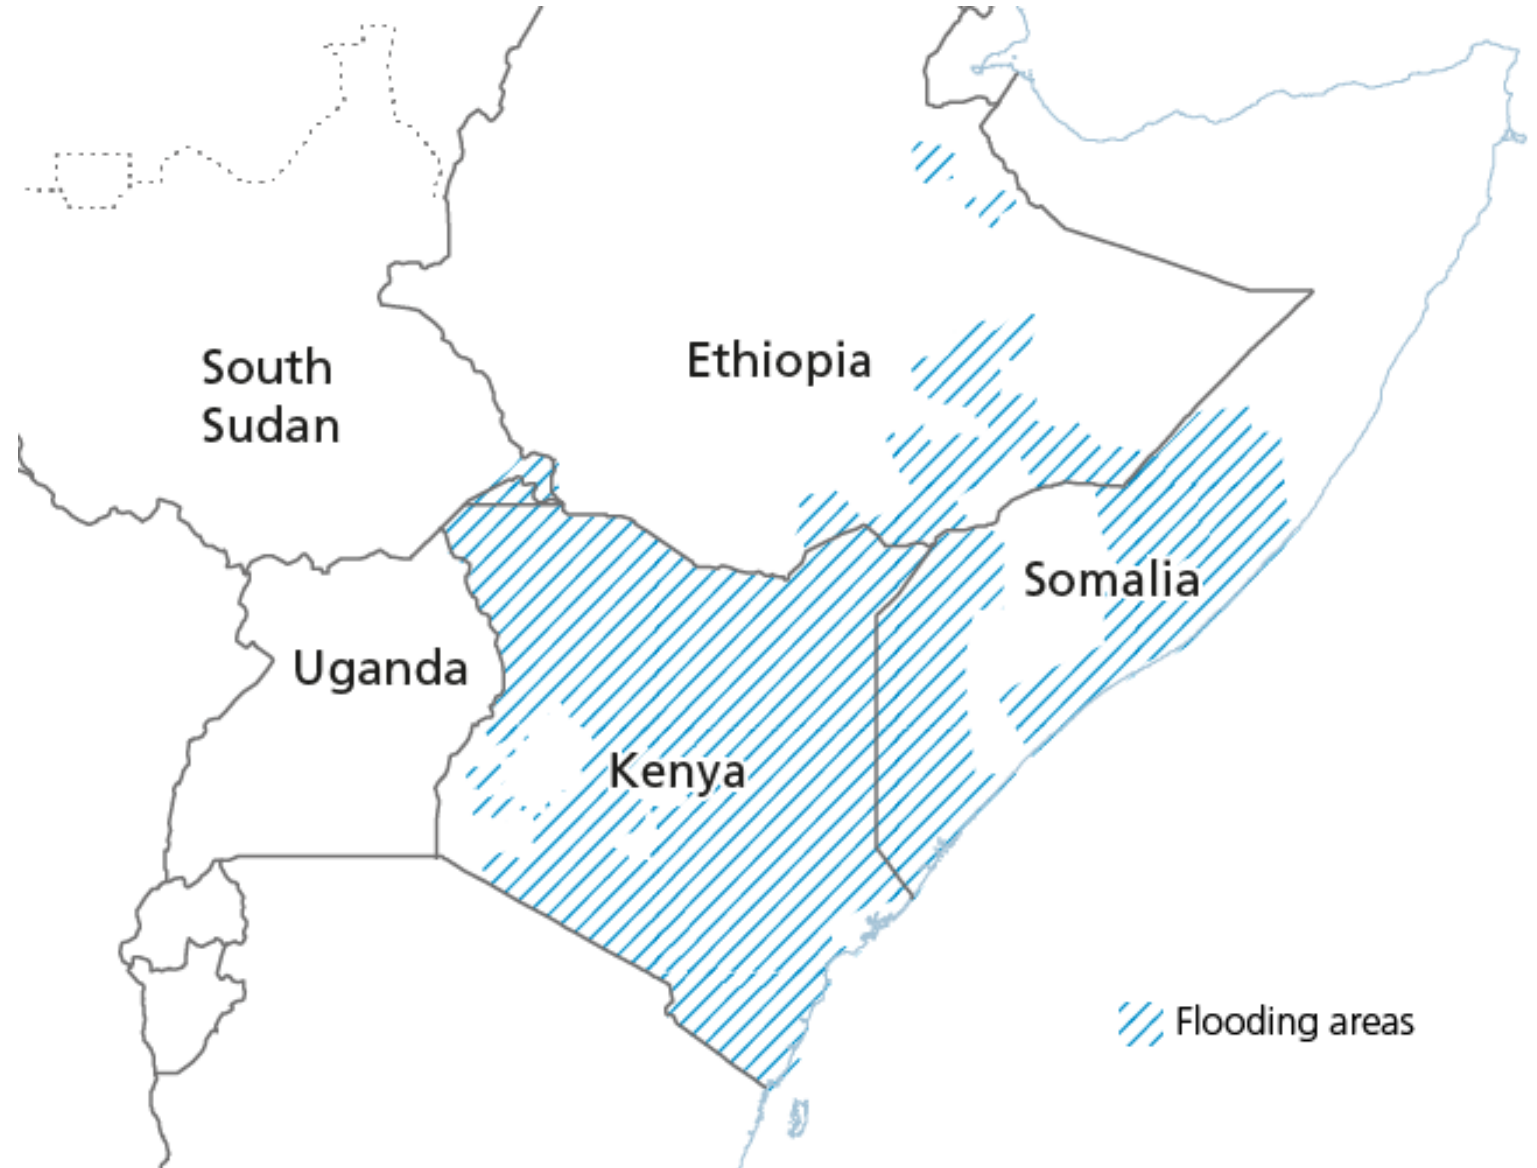 South
Sudan
Ethiopia
Somalia
Uganda
Kenya
Flooding areas